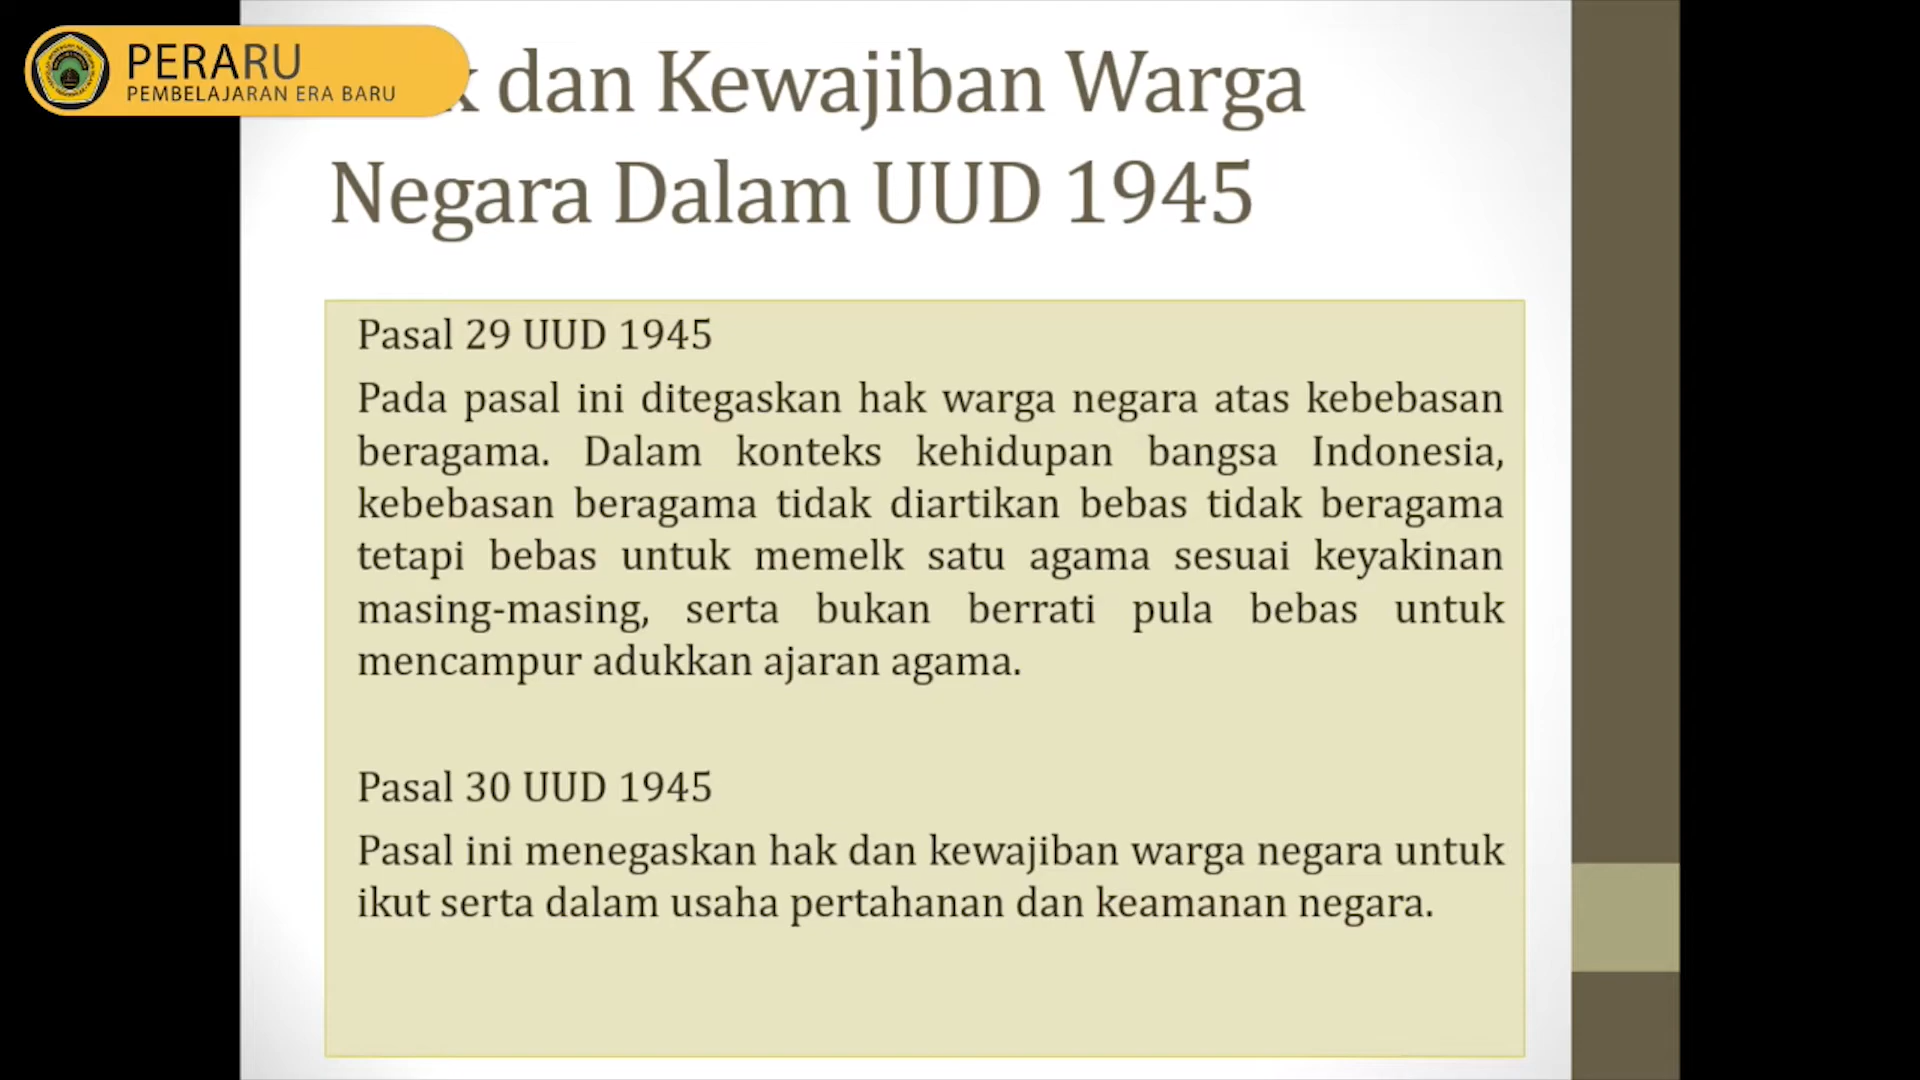 PERARU
PEMBELAJARAN ERA BARU
dan Kewajiban Warga
Negara Dalam UUD 1945
Pasal 29 UUD 1945
Pada pasal ini ditegaskan hak warga negara atas kebebasan
beragama. Dalam konteks kehidupan bangsa Indonesia,
kebebasan beragama tidak diartikan bebas tidak beragama
tetapi bebas untuk memelk satu agama sesuai keyakinan
masing-masing, serta bukan berrati pula bebas untuk
mencampur adukkan ajaran agama.
Pasal 30 UUD 1945
Pasal ini menegaskan hak dan kewajiban warga negara untuk
ikut serta dalam usaha pertahanan dan keamanan negara.